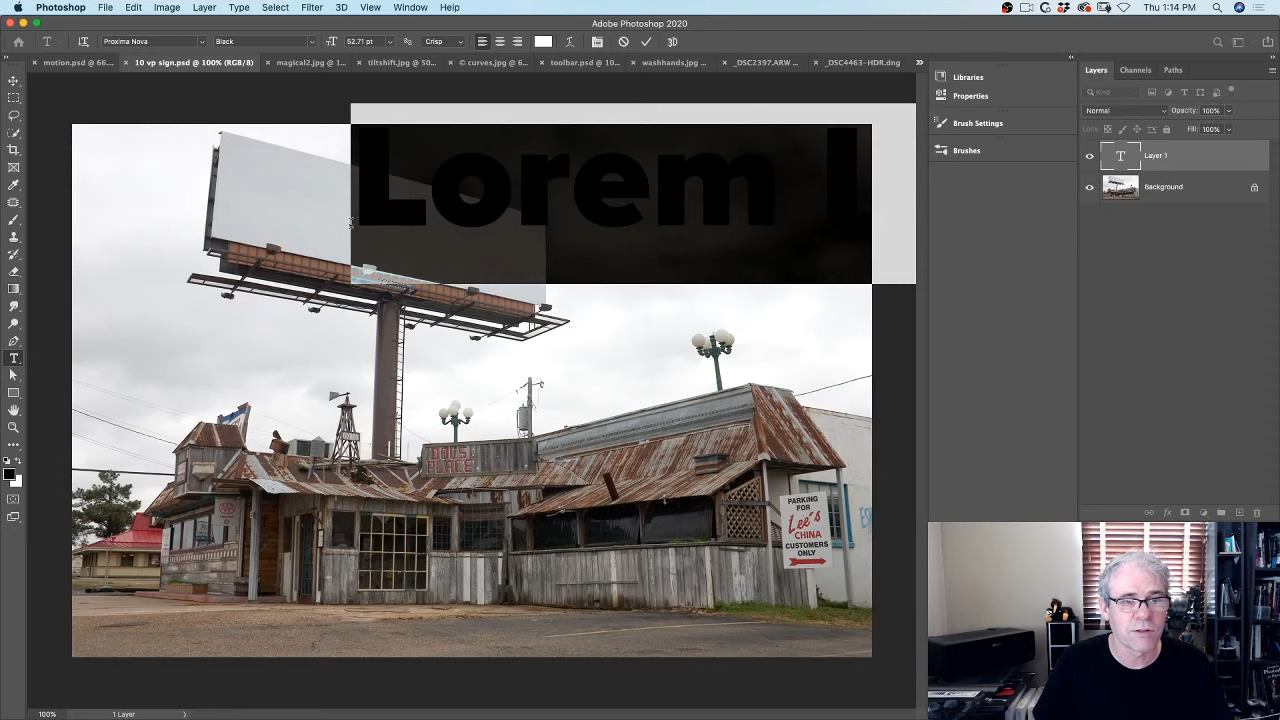 Photoshop File Edit Image Layer Type Select Filter 3D View Window Help
Thu 1:14 PM
Adobe Photoshop 2020
Proxima Nova Black 52.71 pt Crisp 3D
motion.psd @ 66... 10 vp sign.psd @ 100% (RGB/8) magical2.jpg @ 1... tiltshift.jpg @ 50... © curves.jpg @ 6... toolbar.psd @ 10... washhands.jpg ... _DSC2397.ARW ... _DSC4463-HDR.dng
Libraries
Properties
Brush Settings
Brushes
Layers Channels Paths
Kind
Normal Opacity: 100%
Lock: Fill: 100%
T Layer 1
Background
Lorem I
DOLL'S
PLACE
PARKING
FOR
Lee's
CHINA
CUSTOMERS
ONLY
100% 1 Layer